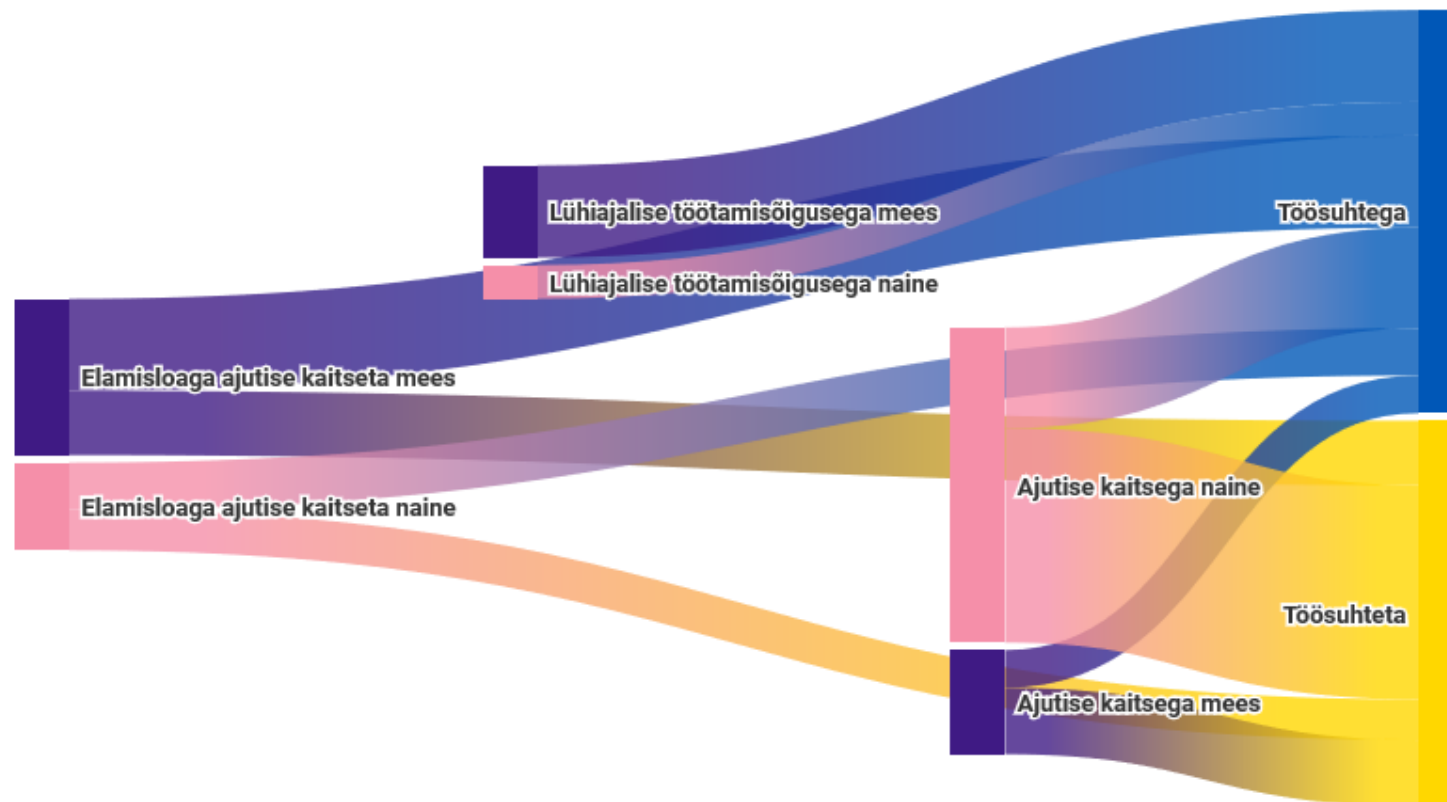 Lühiajalise töötamisõigusega mees
Töösuhtega
Lühiajalise töötamisõigusega naine
Elamisloaga ajutise kaitseta mees
Ajutise kaitsega naine
Elamisloaga ajutise kaitseta naine
Töösuhteta
Ajutise kaitsega mees